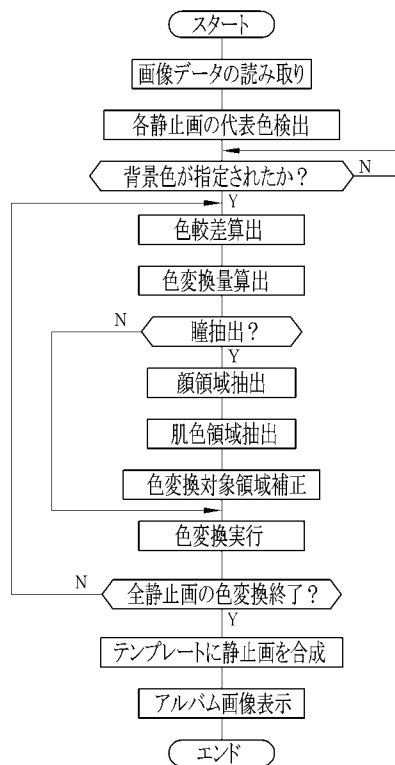 スタート
画像データの読み取り
各静止画の代表色検出
背景色が指定されたか？
N
Y
色較差算出
色変換量算出
N
瞳抽出？
Y
顔領域抽出
肌色領域抽出
色変換対象領域補正
色変換実行
N
全静止画の色変換終了？
Y
テンプレートに静止画を合成
アルバム画像表示
エンド